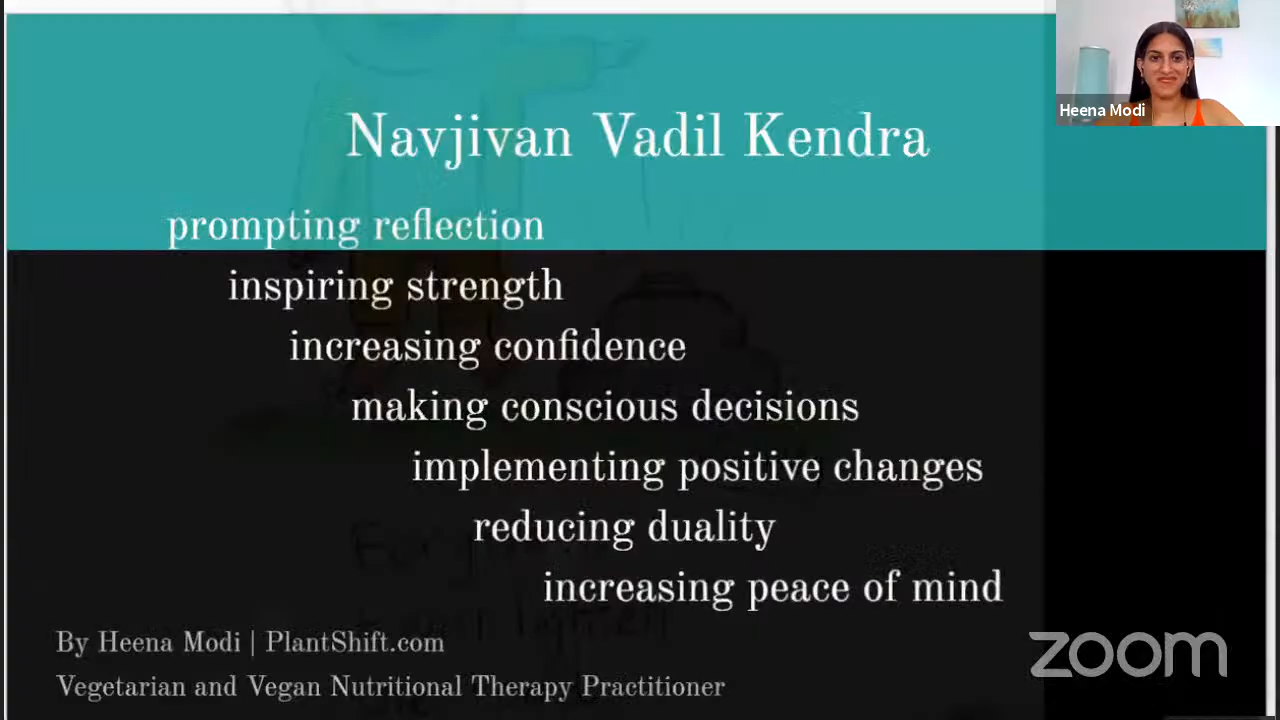 Heena Modi
Navjivan Vadil Kendra
prompting reflection
inspiring strength
increasing confidence
making conscious decisions
implementing positive changes
reducing duality
increasing peace of mind
By Heena Modi | PlantShift.com
Vegetarian and Vegan Nutritional Therapy Practitioner
zoom